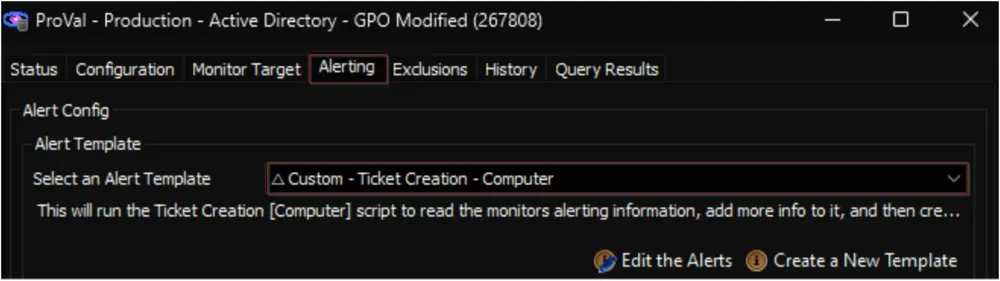 ProVal - Production - Active Directory - GPO Modified (267808)
Status Configuration Monitor Target Alerting Exclusions History Query Results
Alert Config
Alert Template
Select an Alert Template △ Custom - Ticket Creation - Computer
This will run the Ticket Creation [Computer] script to read the monitors alerting information, add more info to it, and then cre...
Edit the Alerts Create a New Template